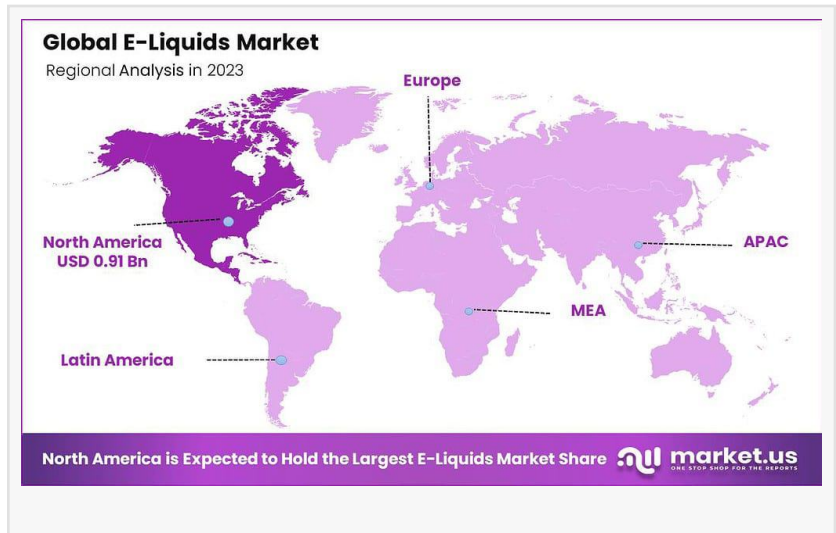 Global E-Liquids Market
Regional Analysis in 2023
Europe
North America
USD 0.91 Bn
APAC
MEA
Latin America
North America is Expected to Hold the Largest E-Liquids Market Share
market.us
ONE STOP SHOP FOR THE REPORTS